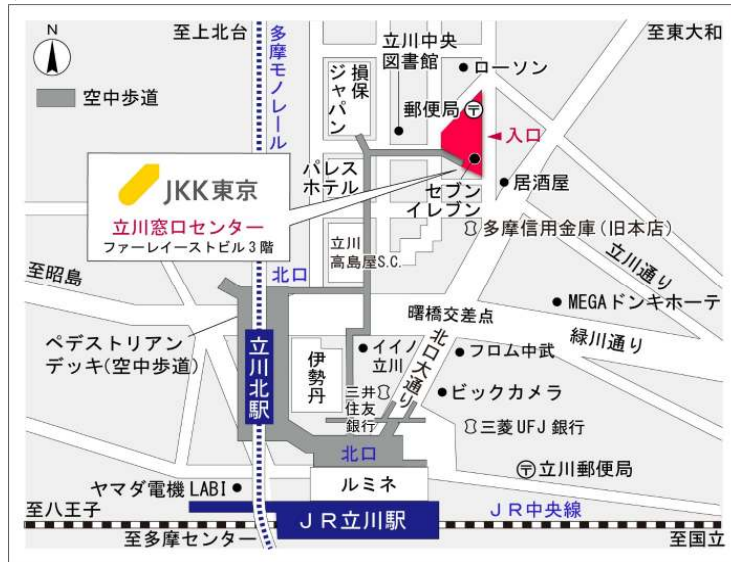 N
至上北台
空中歩道
多摩モノレール
損保
ジャパン
立川中央
図書館
ローソン
至東大和
郵便局
入口
JKK東京
立川窓口センター
ファーレイーストビル3階
パレス
ホテル
セブン
イレブン
居酒屋
多摩信用金庫(旧本店)
立川
高島屋S.C.
立川通り
至昭島
北口
MEGAドンキホーテ
曙橋交差点
緑川通り
ペデストリアン
デッキ(空中歩道)
立川北駅
伊勢丹
イイノ
立川
北口大通り
フロム中武
三井
住友
銀行
ビックカメラ
三菱UFJ銀行
北口
〒立川郵便局
ヤマダ電機LABI
ルミネ
至八王子
JR立川駅
JR中央線
至多摩センター
至国立